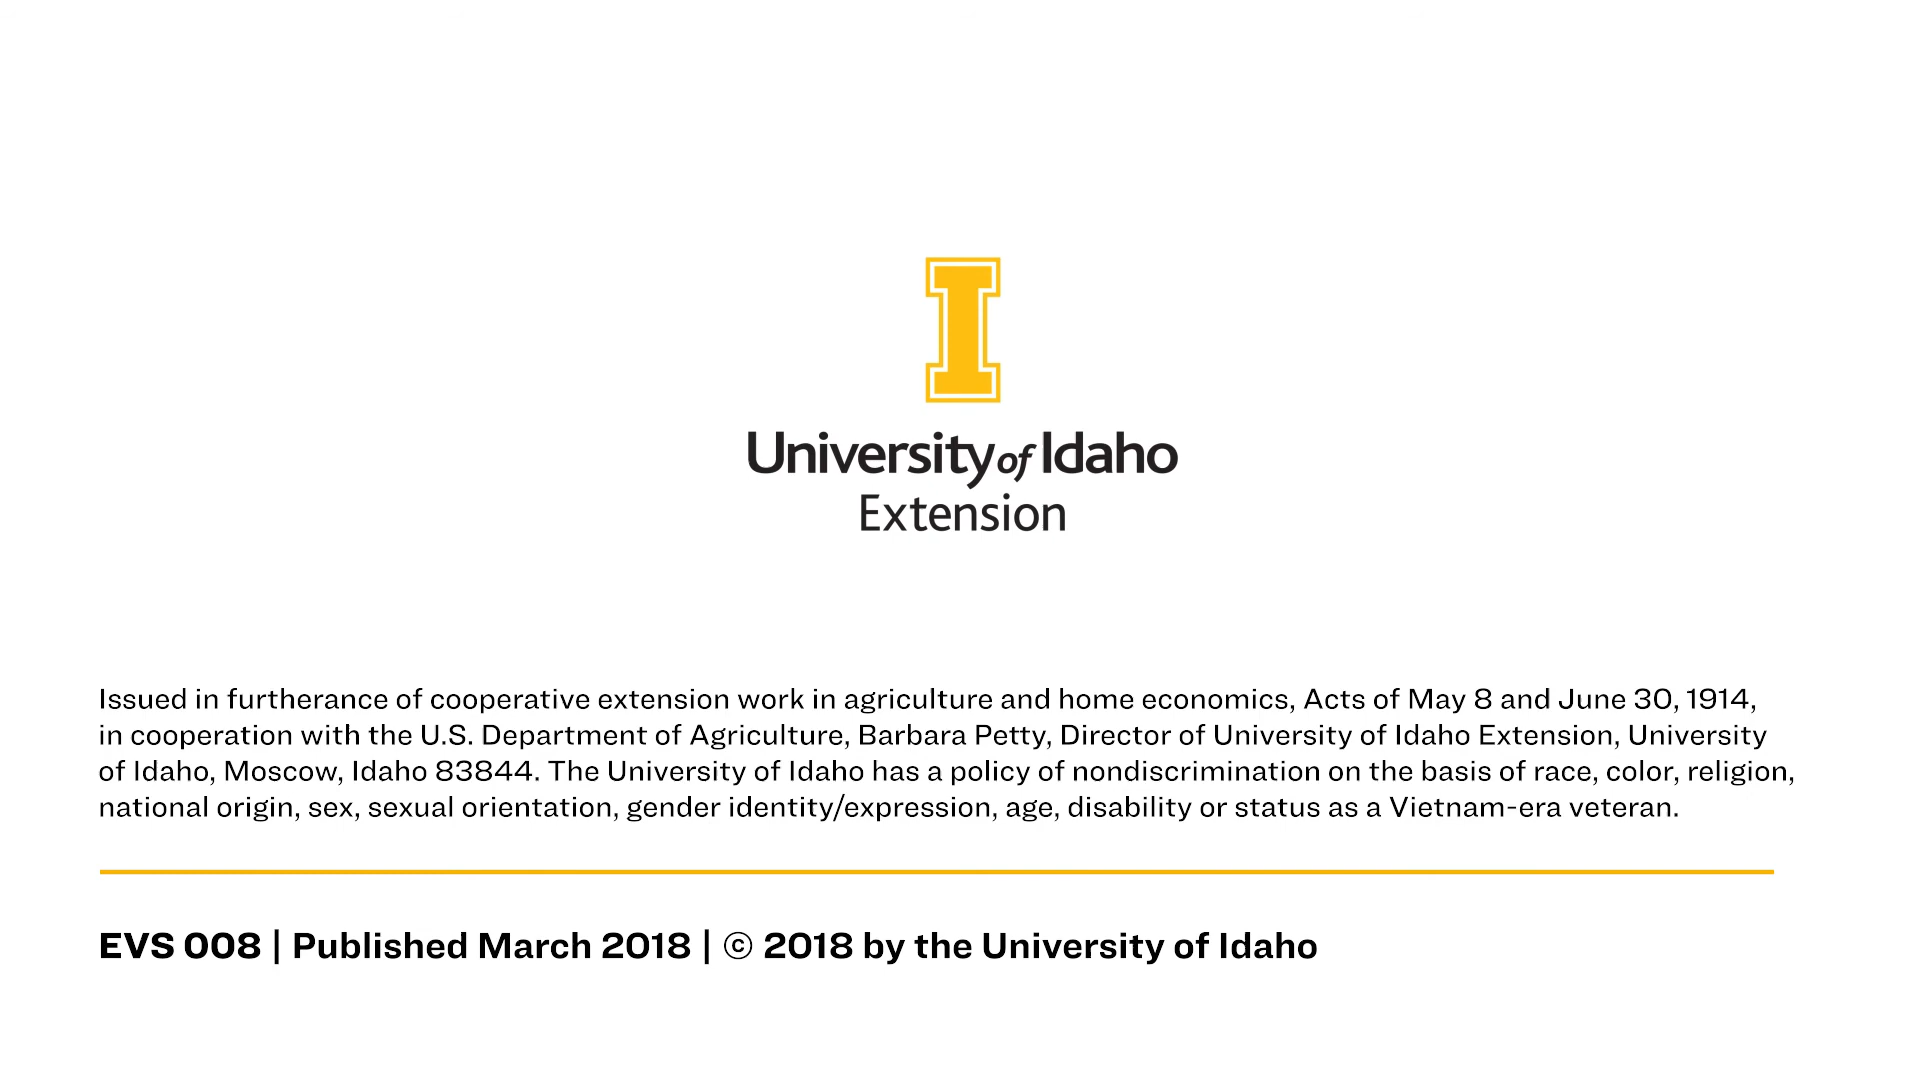 I
University of Idaho
Extension
Issued in furtherance of cooperative extension work in agriculture and home economics, Acts of May 8 and June 30, 1914,
in cooperation with the U.S. Department of Agriculture, Barbara Petty, Director of University of Idaho Extension, University
of Idaho, Moscow, Idaho 83844. The University of Idaho has a policy of nondiscrimination on the basis of race, color, religion,
national origin, sex, sexual orientation, gender identity/expression, age, disability or status as a Vietnam-era veteran.
EVS 008 | Published March 2018 | © 2018 by the University of Idaho